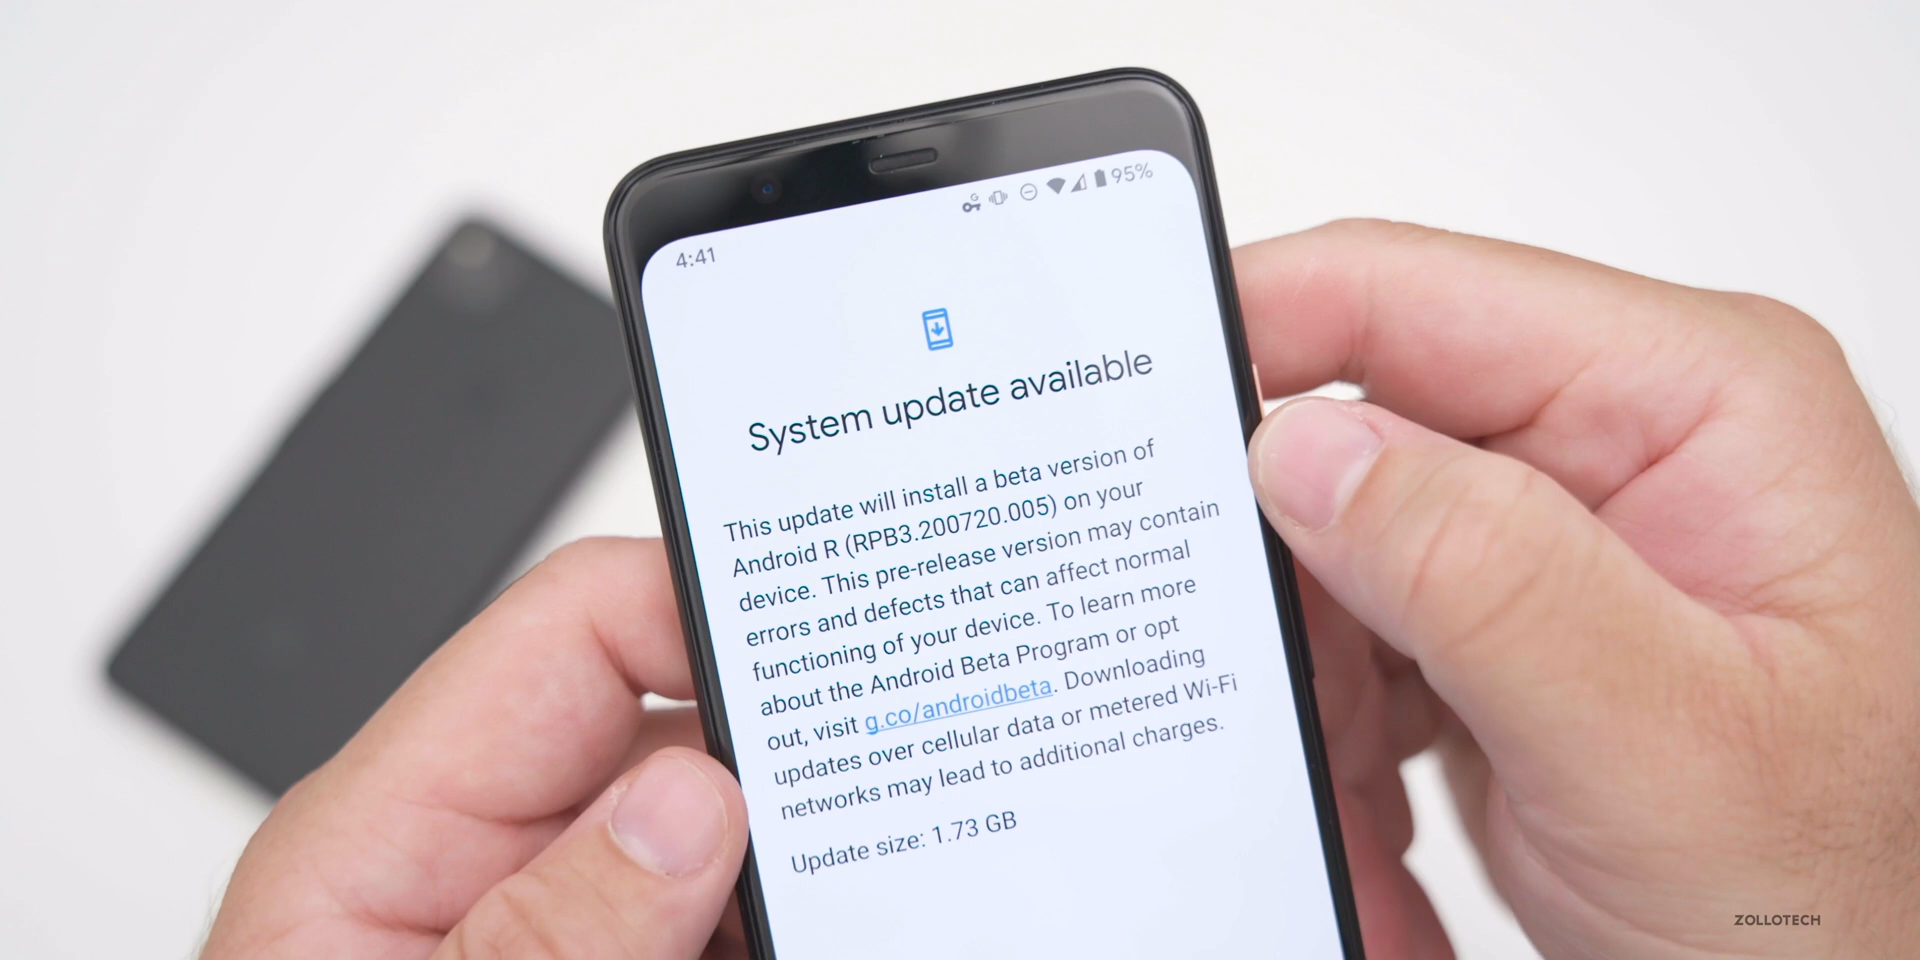 4:41
95%
System update available
This update will install a beta version of
Android R (RPB3.200720.005) on your
device. This pre-release version may contain
errors and defects that can affect normal
functioning of your device. To learn more
about the Android Beta Program or opt
out, visit g.co/androidbeta. Downloading
updates over cellular data or metered Wi-Fi
networks may lead to additional charges.
Update size: 1.73 GB
ZOLLOTECH